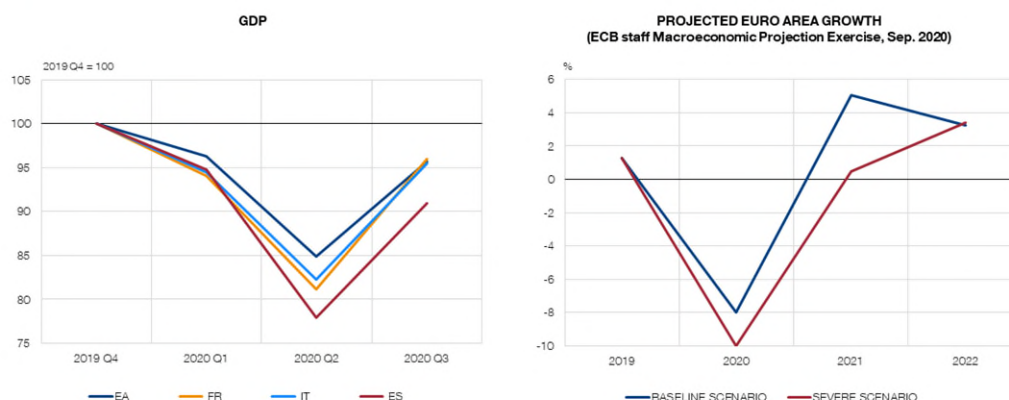 GDP
2019 Q4 = 100
105
100
95
90
85
80
75
2019 Q4
2020 Q1
2020 Q2
2020 Q3
EA
FR
IT
ES
PROJECTED EURO AREA GROWTH
(ECB staff Macroeconomic Projection Exercise, Sep. 2020)
%
6
4
2
0
-2
-4
-6
-8
-10
2019
2020
2021
2022
BASELINE SCENARIO
SEVERE SCENARIO